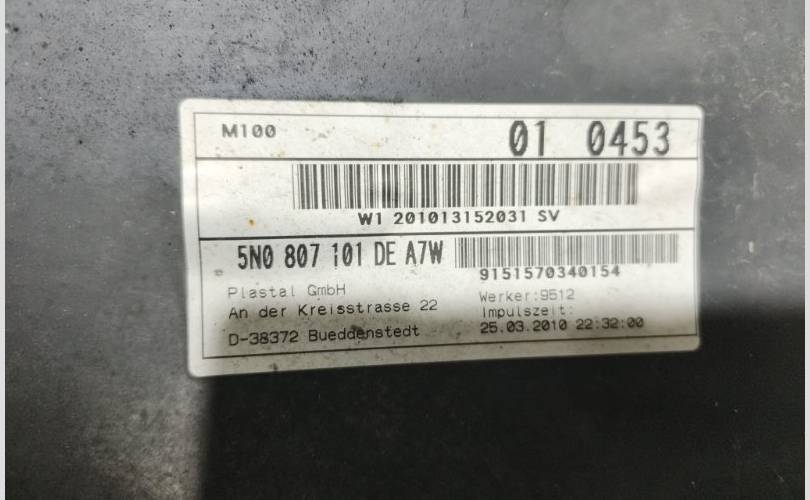 M100
01 0453
W1 201013152031 SV
5N0 807 101 DE A7W
9151570340154
Plastal GmbH
An der Kreisstrasse 22
D-38372 Bueddenstedt
Werker:9512
Impulszeit:
25.03.2010 22:32:00